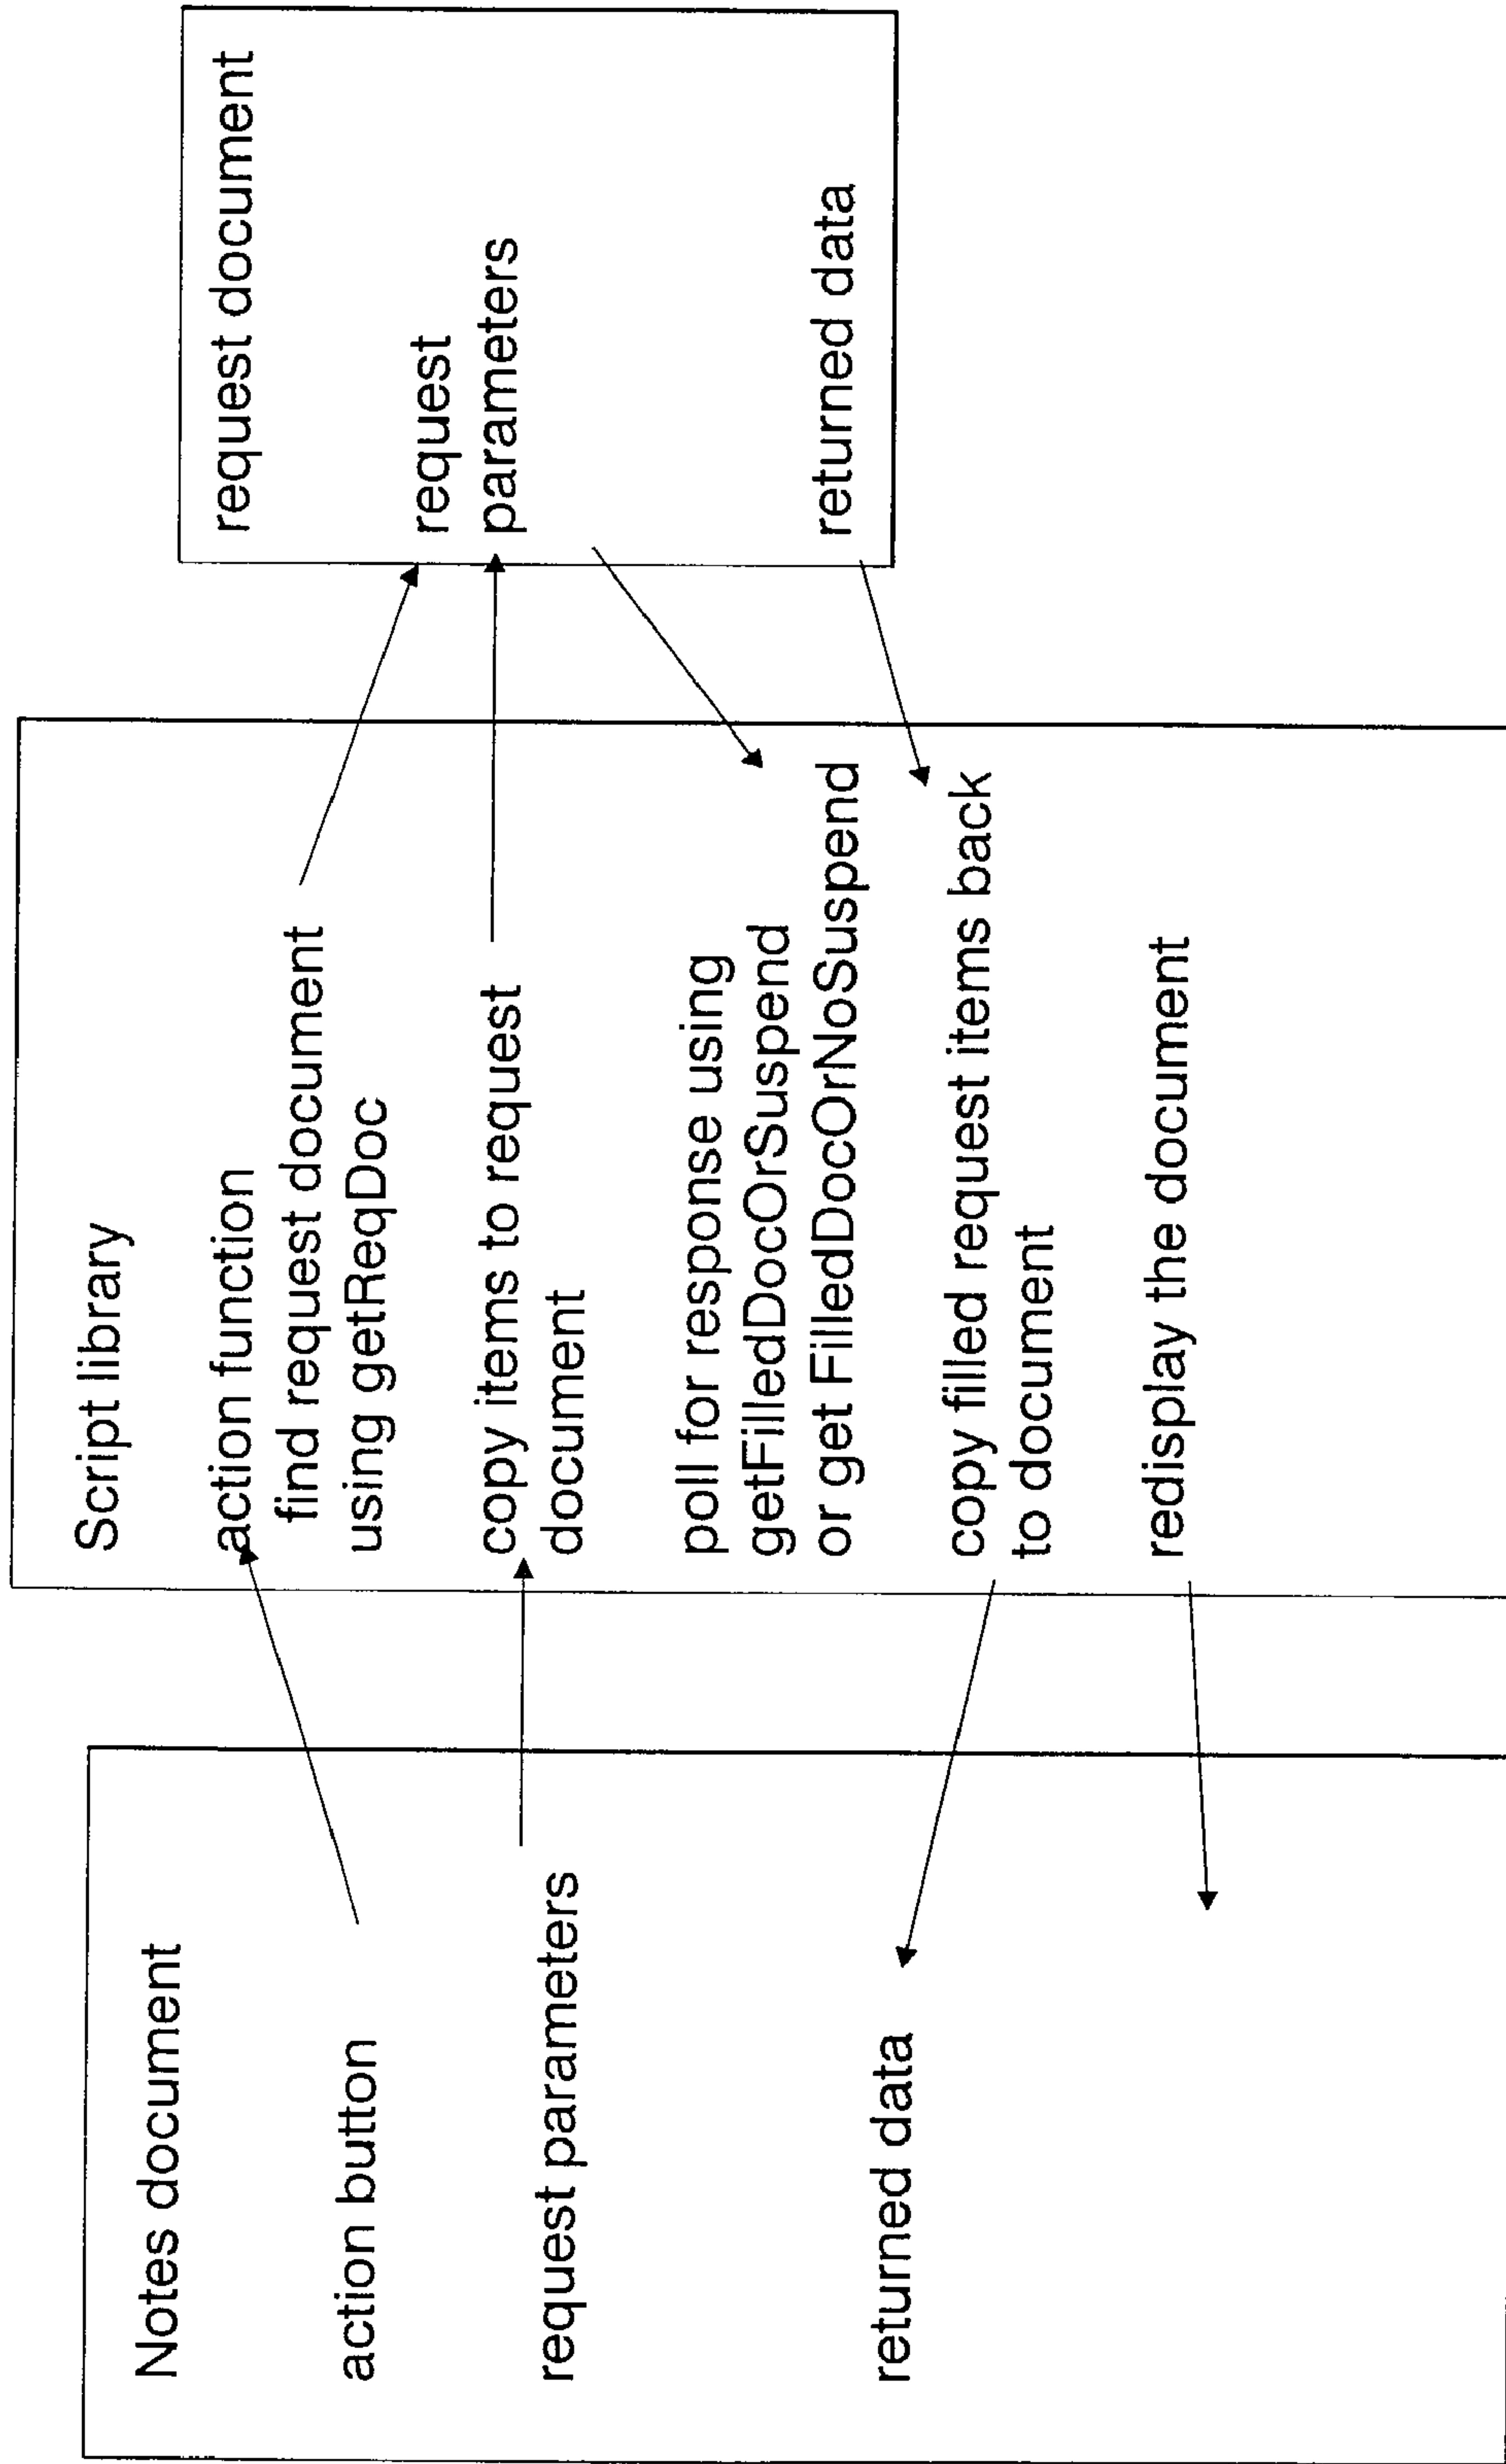 Notes document
action button
request parameters
returned data
Script library
action function
find request document
using getReqDoc
copy items to request
document
poll for response using
getFilledDocOrSuspend
or get FilledDocOrNoSuspend
copy filled request items back
to document
redisplay the document
request document
request
parameters
returned data